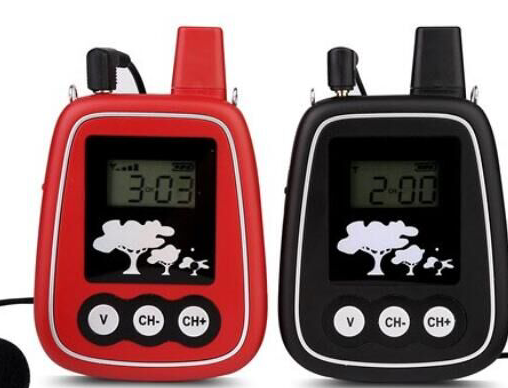 3-03
2-00
V CH- CH+
V CH- CH+